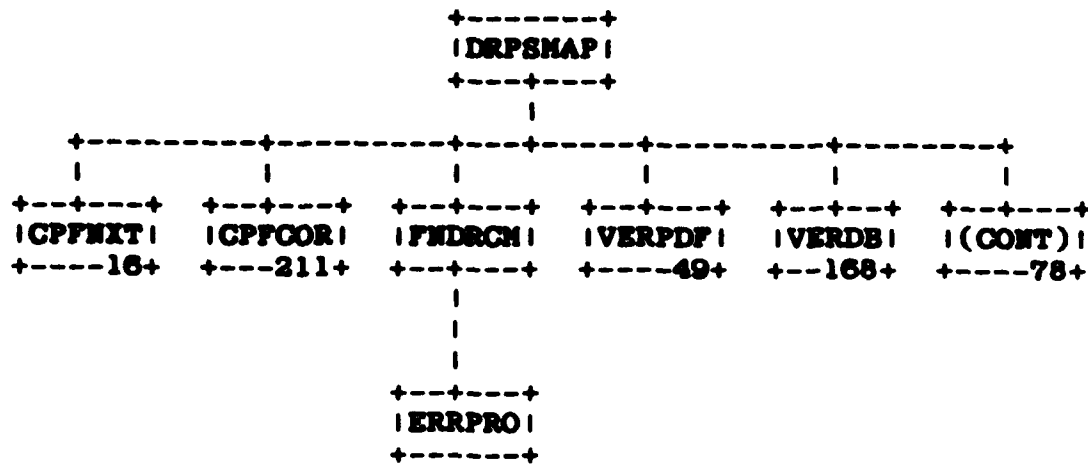 DRPSMAP
CPFNXT CPFCOR FNDRCM VERPDF VERDB (CONT)
16 211 49 168 78
ERRPRO